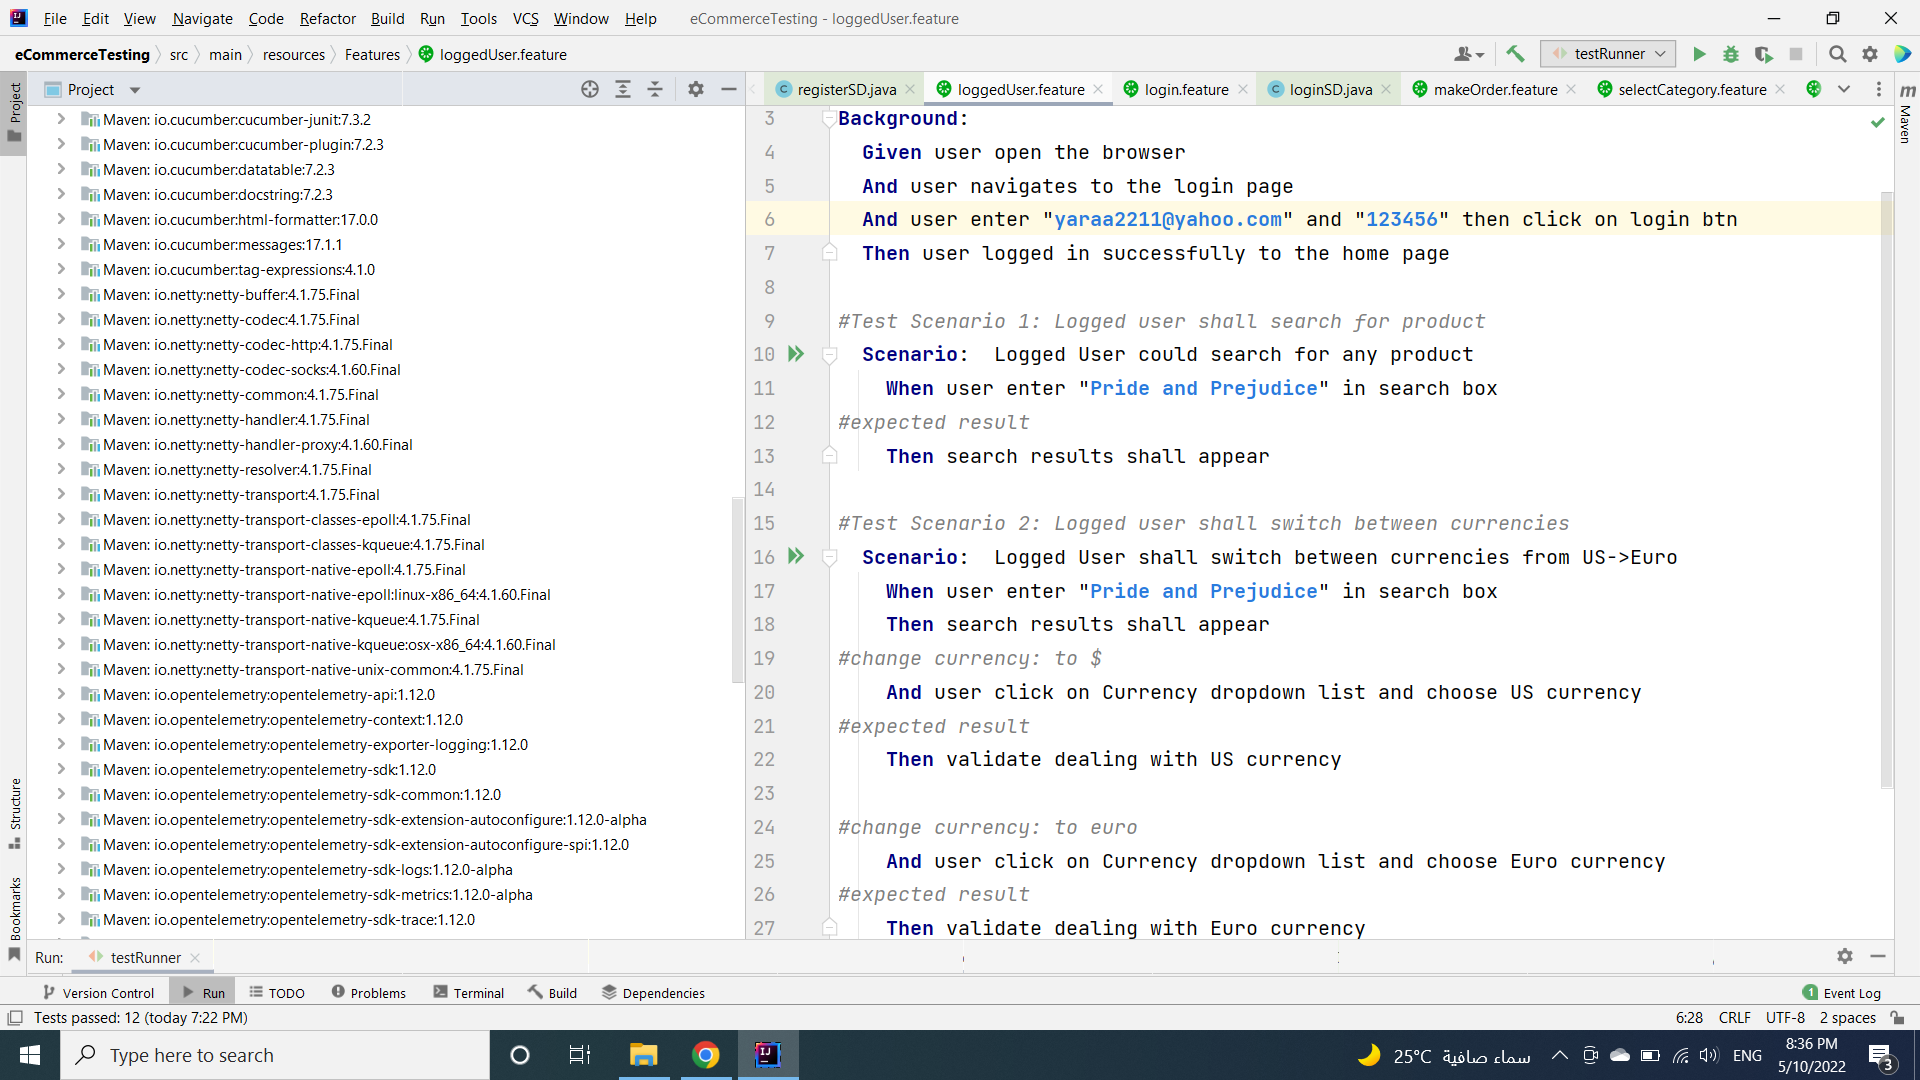 File Edit View Navigate Code Refactor Build Run Tools VCS Window Help eCommerceTesting - loggedUser.feature
eCommerceTesting src main resources Features loggedUser.feature testRunner
Project registerSD.java loggedUser.feature login.feature loginSD.java makeOrder.feature selectCategory.feature
Project
Structure
Bookmarks
Maven: io.cucumber:cucumber-junit:7.3.2
Maven: io.cucumber:cucumber-plugin:7.2.3
Maven: io.cucumber:datatable:7.2.3
Maven: io.cucumber:docstring:7.2.3
Maven: io.cucumber:html-formatter:17.0.0
Maven: io.cucumber:messages:17.1.1
Maven: io.cucumber:tag-expressions:4.1.0
Maven: io.netty:netty-buffer:4.1.75.Final
Maven: io.netty:netty-codec:4.1.75.Final
Maven: io.netty:netty-codec-http:4.1.75.Final
Maven: io.netty:netty-codec-socks:4.1.60.Final
Maven: io.netty:netty-common:4.1.75.Final
Maven: io.netty:netty-handler:4.1.75.Final
Maven: io.netty:netty-handler-proxy:4.1.60.Final
Maven: io.netty:netty-resolver:4.1.75.Final
Maven: io.netty:netty-transport:4.1.75.Final
Maven: io.netty:netty-transport-classes-epoll:4.1.75.Final
Maven: io.netty:netty-transport-classes-kqueue:4.1.75.Final
Maven: io.netty:netty-transport-native-epoll:4.1.75.Final
Maven: io.netty:netty-transport-native-epoll:linux-x86_64:4.1.60.Final
Maven: io.netty:netty-transport-native-kqueue:4.1.75.Final
Maven: io.netty:netty-transport-native-kqueue:osx-x86_64:4.1.60.Final
Maven: io.netty:netty-transport-native-unix-common:4.1.75.Final
Maven: io.opentelemetry:opentelemetry-api:1.12.0
Maven: io.opentelemetry:opentelemetry-context:1.12.0
Maven: io.opentelemetry:opentelemetry-exporter-logging:1.12.0
Maven: io.opentelemetry:opentelemetry-sdk:1.12.0
Maven: io.opentelemetry:opentelemetry-sdk-common:1.12.0
Maven: io.opentelemetry:opentelemetry-sdk-extension-autoconfigure:1.12.0-alpha
Maven: io.opentelemetry:opentelemetry-sdk-extension-autoconfigure-spi:1.12.0
Maven: io.opentelemetry:opentelemetry-sdk-logs:1.12.0-alpha
Maven: io.opentelemetry:opentelemetry-sdk-metrics:1.12.0-alpha
Maven: io.opentelemetry:opentelemetry-sdk-trace:1.12.0
3 Background:
4 Given user open the browser
5 And user navigates to the login page
6 And user enter "yaraa2211@yahoo.com" and "123456" then click on login btn
7 Then user logged in successfully to the home page
8
9 #Test Scenario 1: Logged user shall search for product
10 Scenario: Logged User could search for any product
11 When user enter "Pride and Prejudice" in search box
12 #expected result
13 Then search results shall appear
14
15 #Test Scenario 2: Logged user shall switch between currencies
16 Scenario: Logged User shall switch between currencies from US->Euro
17 When user enter "Pride and Prejudice" in search box
18 Then search results shall appear
19 #change currency: to $
20 And user click on Currency dropdown list and choose US currency
21 #expected result
22 Then validate dealing with US currency
23
24 #change currency: to euro
25 And user click on Currency dropdown list and choose Euro currency
26 #expected result
27 Then validate dealing with Euro currency
m Maven
Run: testRunner
Version Control Run TODO Problems Terminal Build Dependencies 1 Event Log
Tests passed: 12 (today 7:22 PM) 6:28 CRLF UTF-8 2 spaces
Type here to search 25°C سماء صافية ENG 8:36 PM
5/10/2022 3